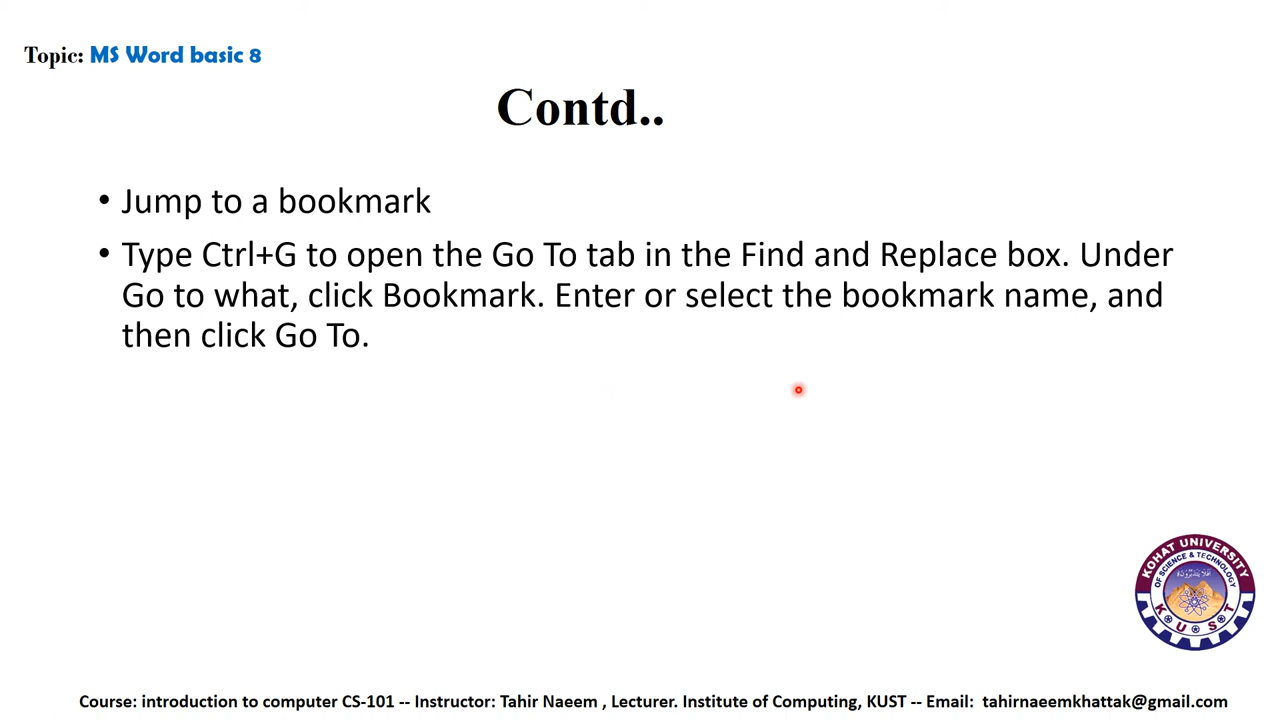 Topic: MS Word basic 8
Contd..
• Jump to a bookmark
• Type Ctrl+G to open the Go To tab in the Find and Replace box. Under
Go to what, click Bookmark. Enter or select the bookmark name, and
then click Go To.
KOHAT UNIVERSITY
OF SCIENCE & TECHNOLOGY
K U S T
Course: introduction to computer CS-101 -- Instructor: Tahir Naeem , Lecturer. Institute of Computing, KUST -- Email: tahirnaeemkhattak@gmail.com